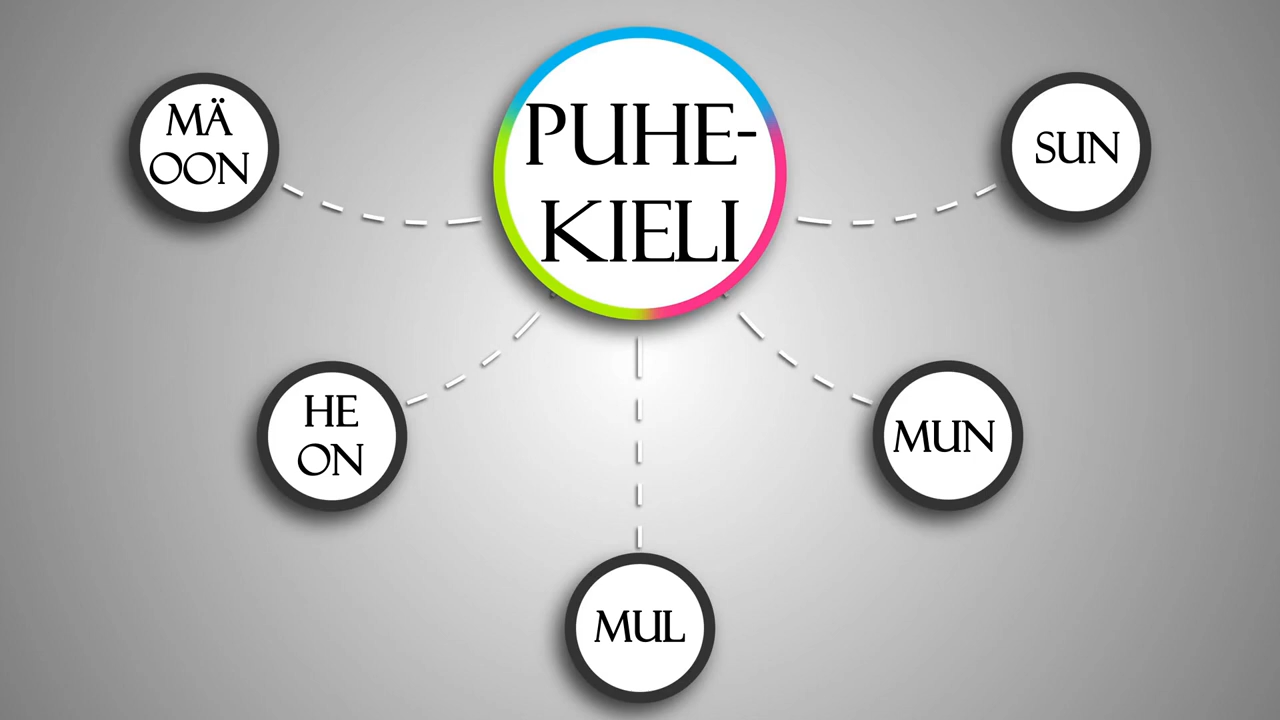 PUHE-
KIELI
MÄ
OON
SUN
HE
ON
MUN
MUL